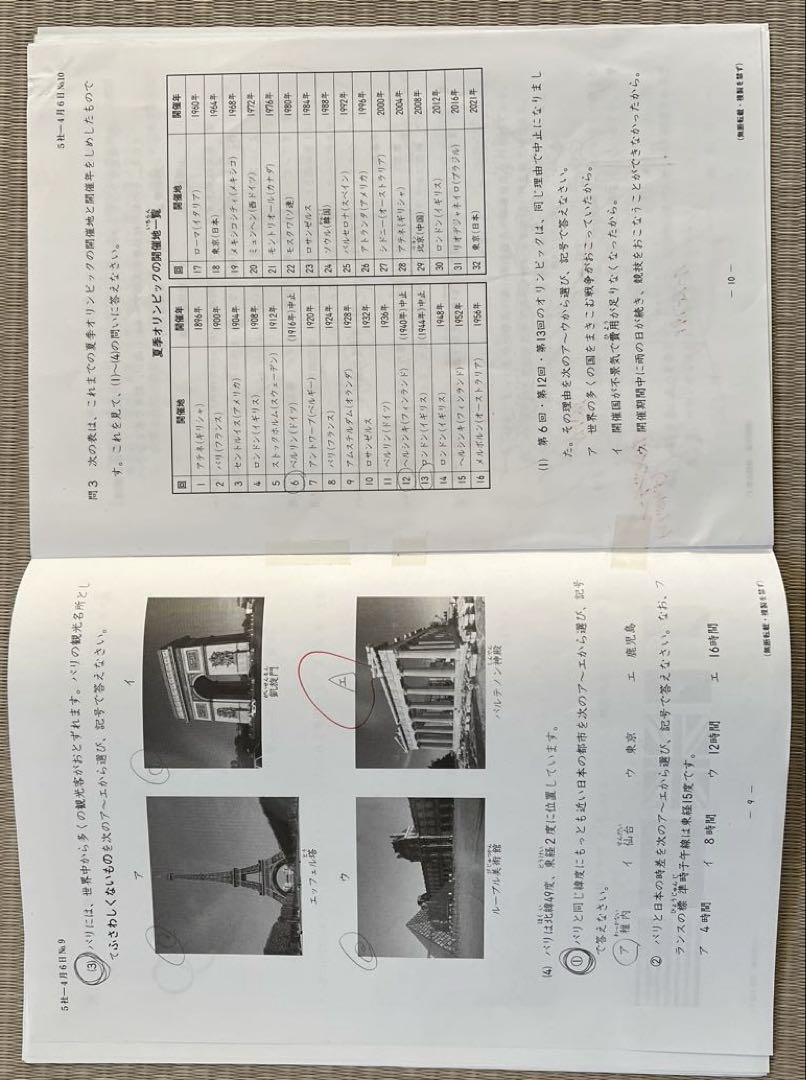 5社―4月6日№9
(3) パリには、世界中から多くの観光客がおとずれます。パリの観光名所とし
てふさわしくないものを次のア～エから選び、記号で答えなさい。
ア
イ
エッフェル塔
凱旋門
ウ
エ
ルーブル美術館
パルテノン神殿
(4) パリは北緯49度、東経2度に位置しています。
① パリと同じ緯度にもっとも近い日本の都市を次のア～エから選び、記号
で答えなさい。
ア 稚内 イ 仙台 ウ 東京 エ 鹿児島
② パリと日本の時差を次のア～エから選び、記号で答えなさい。なお、フ
ランスの標準時子午線は東経15度です。
ア 4時間 イ 8時間 ウ 12時間 エ 16時間
― 9 ―
(無断転載・複製を禁ず)
5社―4月6日№10
問3 次の表は、これまでの夏季オリンピックの開催地と開催年をしめしたもので
す。これを見て、(1)～(4)の問いに答えなさい。
夏季オリンピックの開催地一覧
回 開催地 開催年
1 アテネ(ギリシャ) 1896年
2 パリ(フランス) 1900年
3 セントルイス(アメリカ) 1904年
4 ロンドン(イギリス) 1908年
5 ストックホルム(スウェーデン) 1912年
6 ベルリン(ドイツ) (1916年)中止
7 アントワープ(ベルギー) 1920年
8 パリ(フランス) 1924年
9 アムステルダム(オランダ) 1928年
10 ロサンゼルス 1932年
11 ベルリン(ドイツ) 1936年
12 ヘルシンキ(フィンランド) (1940年)中止
13 ロンドン(イギリス) (1944年)中止
14 ロンドン(イギリス) 1948年
15 ヘルシンキ(フィンランド) 1952年
16 メルボルン(オーストラリア) 1956年
回 開催地 開催年
17 ローマ(イタリア) 1960年
18 東京(日本) 1964年
19 メキシコシティ(メキシコ) 1968年
20 ミュンヘン(西ドイツ) 1972年
21 モントリオール(カナダ) 1976年
22 モスクワ(ソ連) 1980年
23 ロサンゼルス 1984年
24 ソウル(韓国) 1988年
25 バルセロナ(スペイン) 1992年
26 アトランタ(アメリカ) 1996年
27 シドニー(オーストラリア) 2000年
28 アテネ(ギリシャ) 2004年
29 北京(中国) 2008年
30 ロンドン(イギリス) 2012年
31 リオデジャネイロ(ブラジル) 2016年
32 東京(日本) 2021年
(1) 第6回・第12回・第13回のオリンピックは、同じ理由で中止になりまし
た。その理由を次のア～ウから選び、記号で答えなさい。
ア 世界の多くの国をまきこむ戦争がおこっていたから。
イ 開催国が不景気で費用が足りなくなったから。
ウ 開催期間中に雨の日が続き、競技をおこなうことができなかったから。
― 10 ―
(無断転載・複製を禁ず)